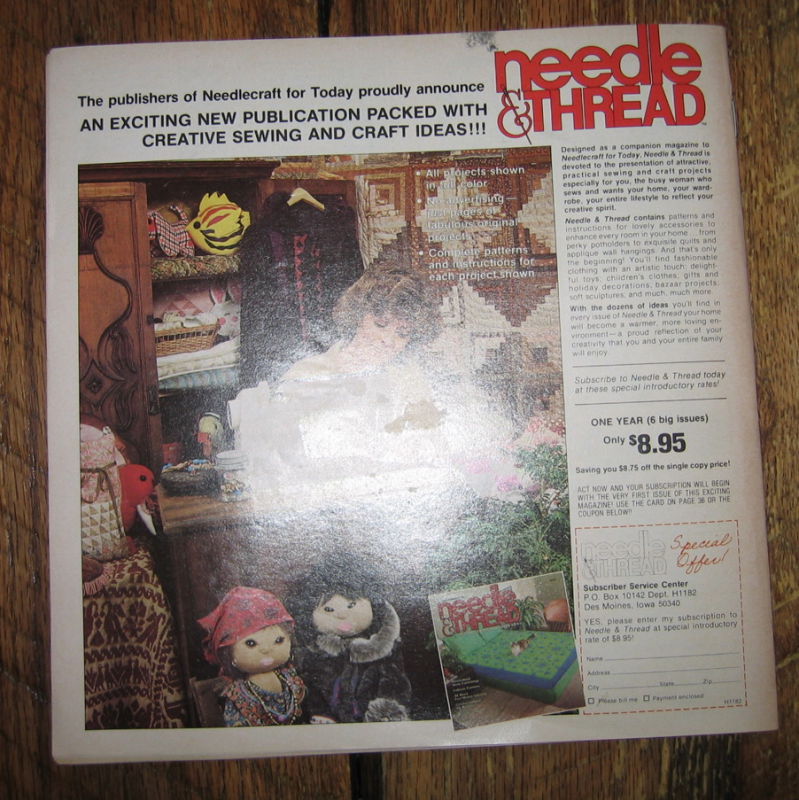 The publishers of Needlecraft for Today proudly announce
AN EXCITING NEW PUBLICATION PACKED WITH
CREATIVE SEWING AND CRAFT IDEAS!!!
needle
&THREAD
TM
• All projects shown
in full color
• No advertising—
just pages of
fabulous original
projects
• Complete patterns
and instructions for
each project shown
Designed as a companion magazine to
Needlecraft for Today, Needle & Thread is
devoted to the presentation of attractive,
practical sewing and craft projects
especially for you, the busy woman who
sews and wants your home, your ward-
robe, your entire lifestyle to reflect your
creative spirit.
Needle & Thread contains patterns and
instructions for lovely accessories to
enhance every room in your home . . . from
perky potholders to exquisite quilts and
applique wall hangings. And that's only
the beginning! You'll find fashionable
clothing with an artistic touch; delight-
ful toys; children's clothes; gifts and
holiday decorations; bazaar projects;
soft sculptures; and much, much more.
With the dozens of ideas you'll find in
every issue of Needle & Thread your home
will become a warmer, more loving en-
vironment—a proud reflection of your
creativity that you and your entire family
will enjoy.
Subscribe to Needle & Thread today
at these special introductory rates!
ONE YEAR (6 big issues)
Only $8.95
Saving you $8.75 off the single copy price!
ACT NOW AND YOUR SUBSCRIPTION WILL BEGIN
WITH THE VERY FIRST ISSUE OF THIS EXCITING
MAGAZINE! USE THE CARD ON PAGE 36 OR THE
COUPON BELOW!!
needle
&THREAD
Special
Offer!
Subscriber Service Center
P.O. Box 10142 Dept. H1182
Des Moines, Iowa 50340
YES, please enter my subscription to
Needle & Thread at special introductory
rate of $8.95!
Name
Address
City State Zip
Please bill me Payment enclosed
H1182
needle
&THREAD